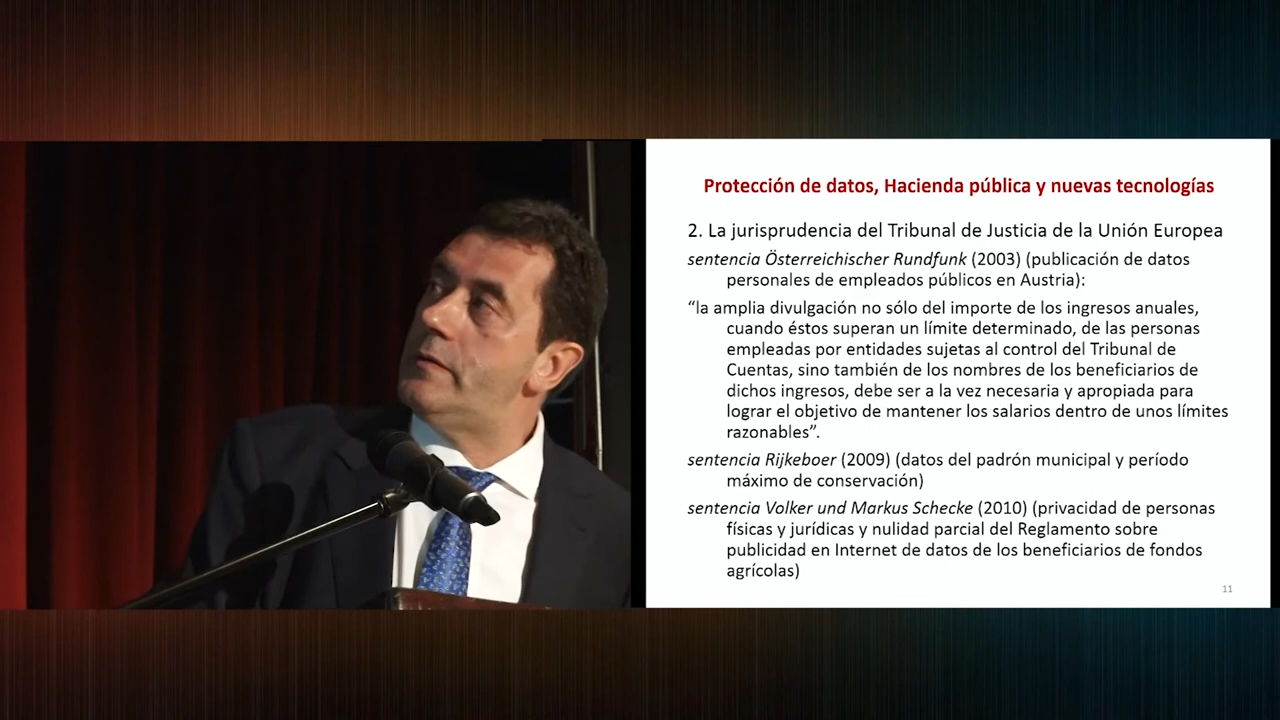 Protección de datos, Hacienda pública y nuevas tecnologías
2. La jurisprudencia del Tribunal de Justicia de la Unión Europea
sentencia Österreichischer Rundfunk (2003) (publicación de datos
personales de empleados públicos en Austria):
“la amplia divulgación no sólo del importe de los ingresos anuales,
cuando éstos superan un límite determinado, de las personas
empleadas por entidades sujetas al control del Tribunal de
Cuentas, sino también de los nombres de los beneficiarios de
dichos ingresos, debe ser a la vez necesaria y apropiada para
lograr el objetivo de mantener los salarios dentro de unos límites
razonables”.
sentencia Rijkeboer (2009) (datos del padrón municipal y período
máximo de conservación)
sentencia Volker und Markus Schecke (2010) (privacidad de personas
físicas y jurídicas y nulidad parcial del Reglamento sobre
publicidad en Internet de datos de los beneficiarios de fondos
agrícolas)
11